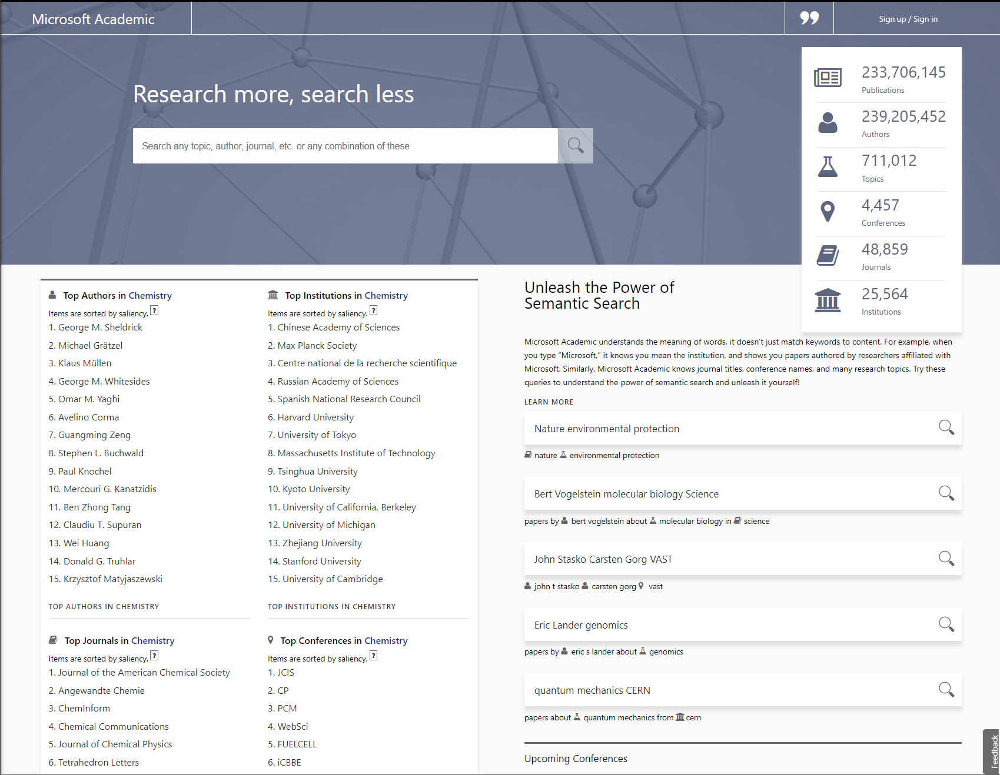 Microsoft Academic
Sign up / Sign in
Research more, search less
Search any topic, author, journal, etc. or any combination of these
233,706,145
Publications
239,205,452
Authors
711,012
Topics
4,457
Conferences
48,859
Journals
25,564
Institutions
Top Authors in Chemistry
Items are sorted by saliency. ?
1. George M. Sheldrick
2. Michael Grätzel
3. Klaus Müllen
4. George M. Whitesides
5. Omar M. Yaghi
6. Avelino Corma
7. Guangming Zeng
8. Stephen L. Buchwald
9. Paul Knochel
10. Mercouri G. Kanatzidis
11. Ben Zhong Tang
12. Claudiu T. Supuran
13. Wei Huang
14. Donald G. Truhlar
15. Krzysztof Matyjaszewski
TOP AUTHORS IN CHEMISTRY
Top Institutions in Chemistry
Items are sorted by saliency. ?
1. Chinese Academy of Sciences
2. Max Planck Society
3. Centre national de la recherche scientifique
4. Russian Academy of Sciences
5. Spanish National Research Council
6. Harvard University
7. University of Tokyo
8. Massachusetts Institute of Technology
9. Tsinghua University
10. Kyoto University
11. University of California, Berkeley
12. University of Michigan
13. Zhejiang University
14. Stanford University
15. University of Cambridge
TOP INSTITUTIONS IN CHEMISTRY
Top Journals in Chemistry
Items are sorted by saliency. ?
1. Journal of the American Chemical Society
2. Angewandte Chemie
3. ChemInform
4. Chemical Communications
5. Journal of Chemical Physics
6. Tetrahedron Letters
Top Conferences in Chemistry
Items are sorted by saliency. ?
1. JCIS
2. CP
3. PCM
4. WebSci
5. FUELCELL
6. iCBBE
Unleash the Power of
Semantic Search
Microsoft Academic understands the meaning of words, it doesn't just match keywords to content. For example, when
you type “Microsoft,” it knows you mean the institution, and shows you papers authored by researchers affiliated with
Microsoft. Similarly, Microsoft Academic knows journal titles, conference names, and many research topics. Try these
queries to understand the power of semantic search and unleash it yourself!
LEARN MORE
Nature environmental protection
nature environmental protection
Bert Vogelstein molecular biology Science
papers by bert vogelstein about molecular biology in science
John Stasko Carsten Gorg VAST
john t stasko carsten gorg vast
Eric Lander genomics
papers by eric s lander about genomics
quantum mechanics CERN
papers about quantum mechanics from cern
Upcoming Conferences
Feedback